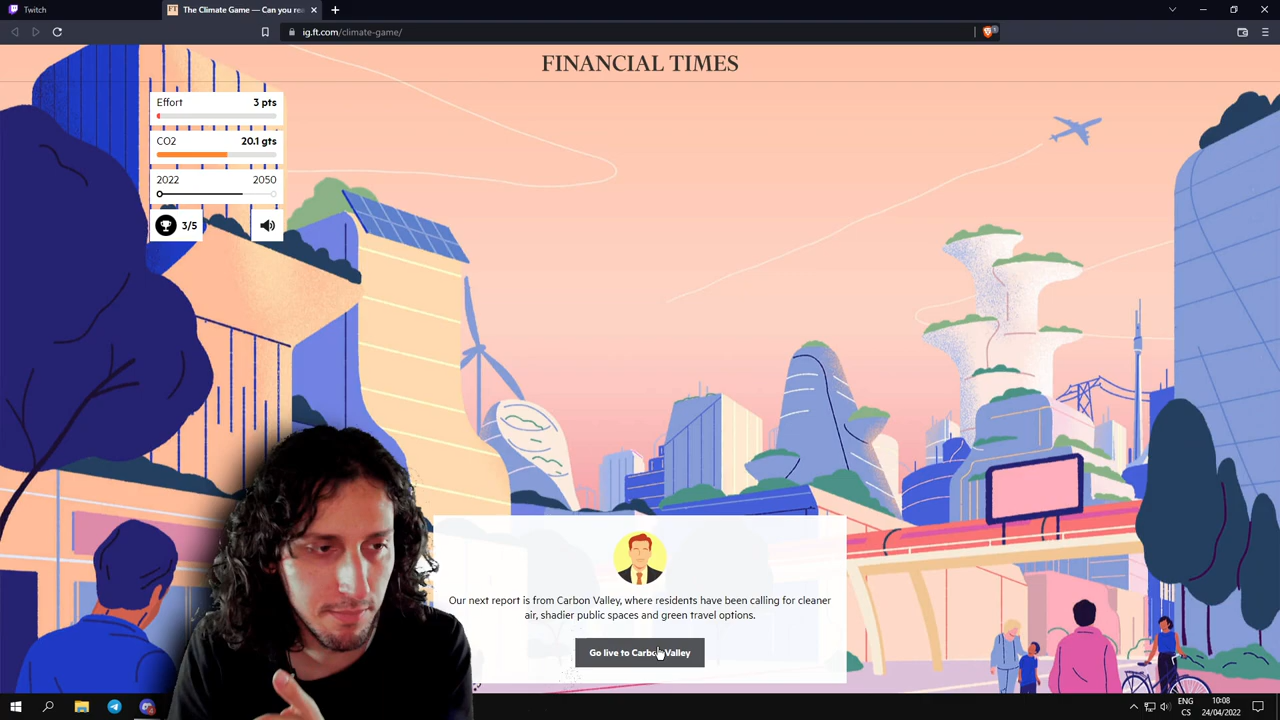 Twitch
The Climate Game — Can you rea
ig.ft.com/climate-game/
FINANCIAL TIMES
Effort 3 pts
CO2 20.1 gts
2022 2050
3/5
Our next report is from Carbon Valley, where residents have been calling for cleaner
air, shadier public spaces and green travel options.
Go live to Carbon Valley
ENG 10:08
CS 24/04/2022